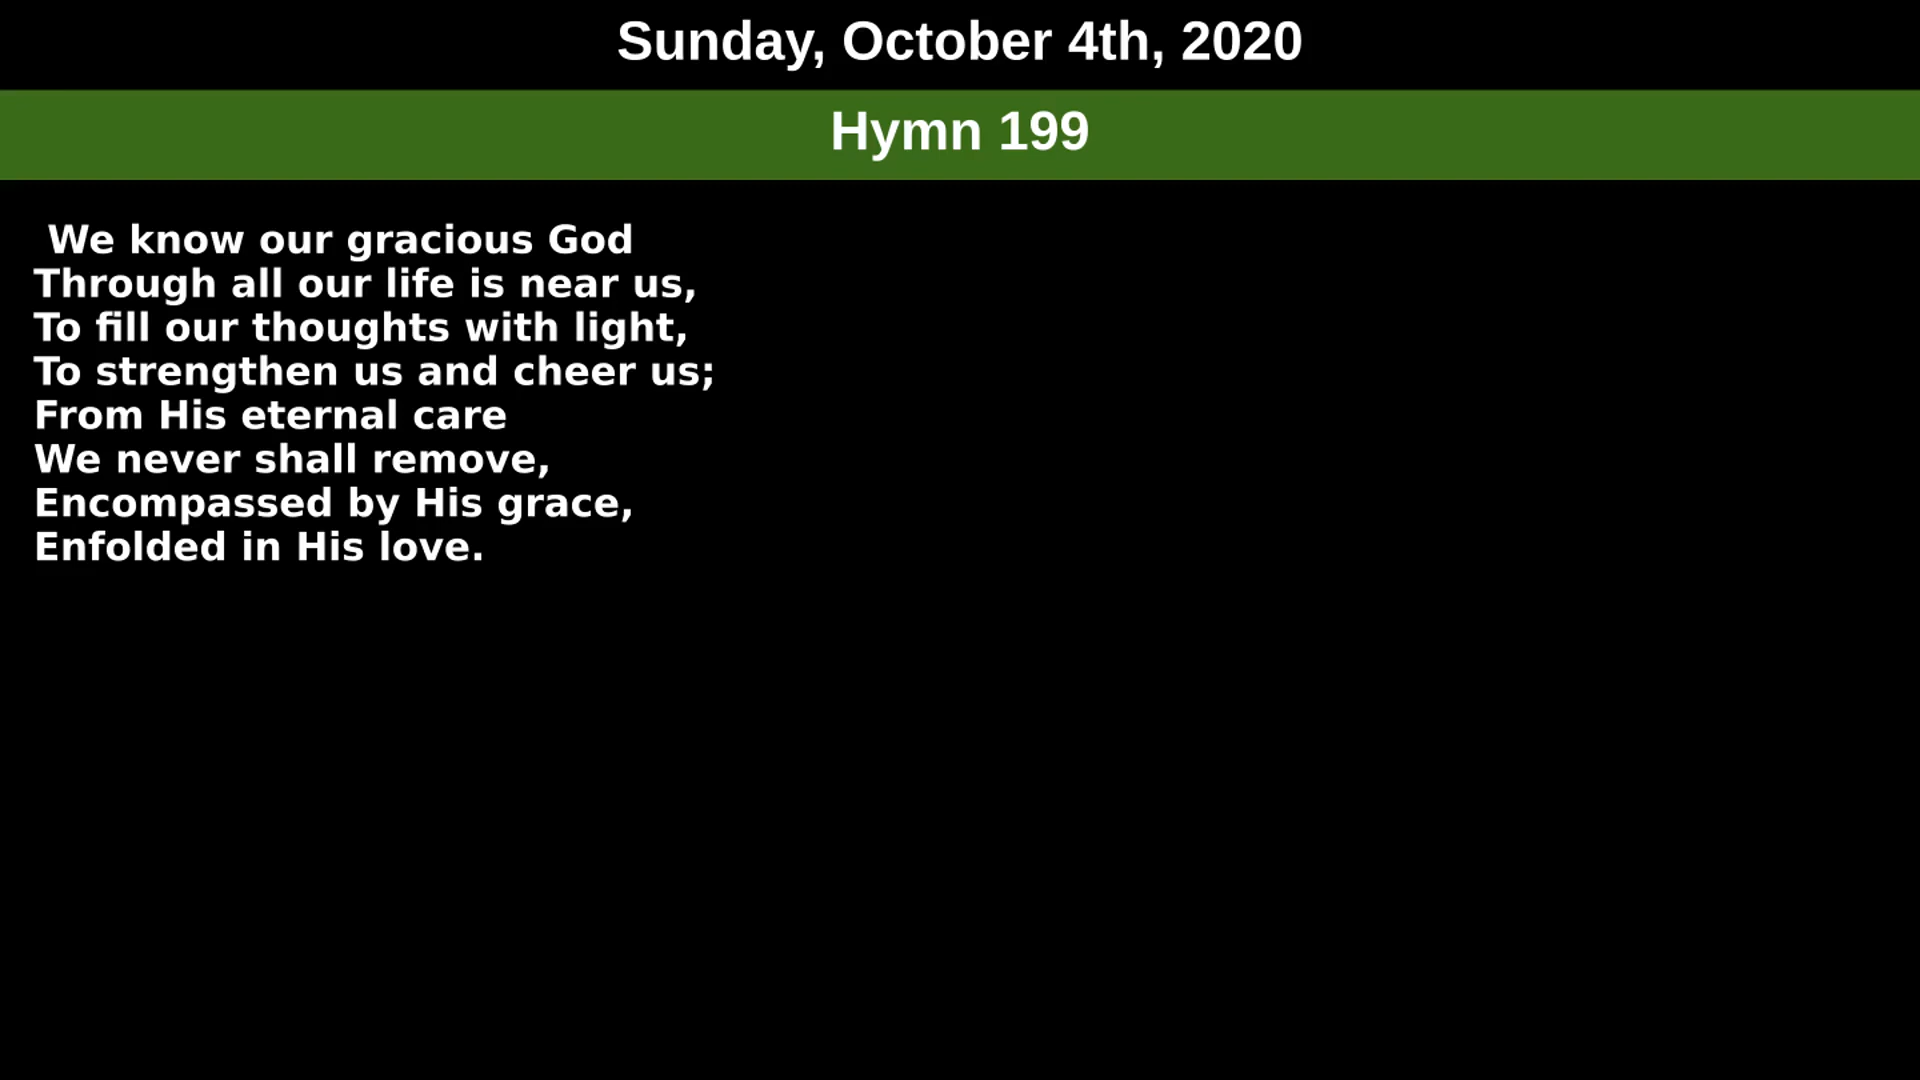 Sunday, October 4th, 2020
Hymn 199
We know our gracious God
Through all our life is near us,
To fill our thoughts with light,
To strengthen us and cheer us;
From His eternal care
We never shall remove,
Encompassed by His grace,
Enfolded in His love.